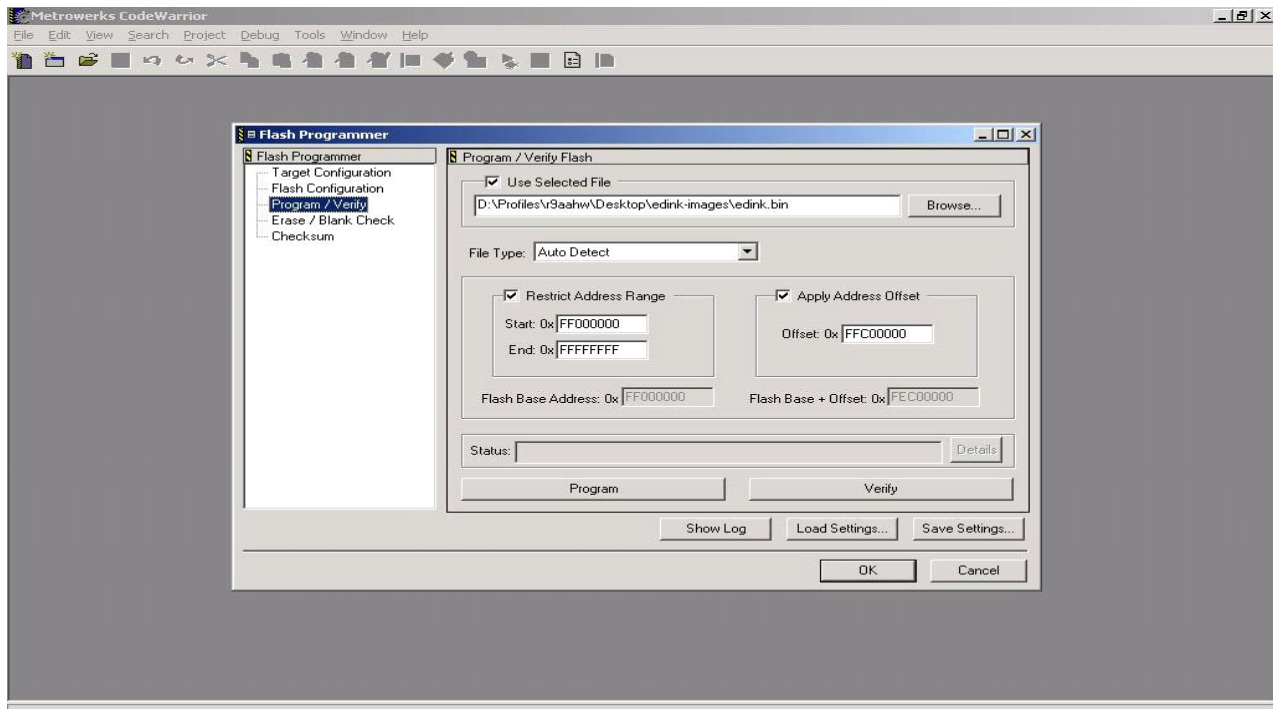 Metrowerks CodeWarrior
File Edit View Search Project Debug Tools Window Help
Flash Programmer
Flash Programmer
Target Configuration
Flash Configuration
Program / Verify
Erase / Blank Check
Checksum
Program / Verify Flash
Use Selected File
D:\Profiles\r9aahw\Desktop\edink-images\edink.bin
Browse...
File Type: Auto Detect
Restrict Address Range
Start: 0x FF000000
End: 0x FFFFFFFF
Apply Address Offset
Offset: 0x FFC00000
Flash Base Address: 0x FF000000
Flash Base + Offset: 0x FEC00000
Status:
Details
Program
Verify
Show Log
Load Settings...
Save Settings...
OK
Cancel